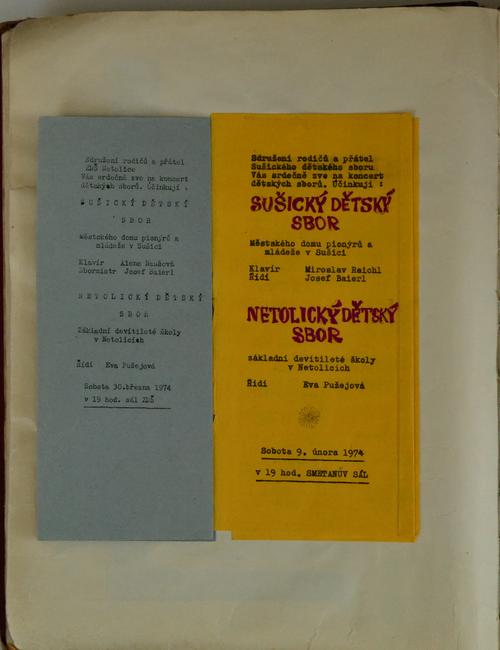 Sdružení rodičů a přátel
ZDŠ Netolice
Vás srdečně zve na koncert
dětských sborů. Účinkují :
SUŠICKÝ DĚTSKÝ
SBOR
Městského domu pionýrů a
mládeže v Sušici
Klavír Alena Hanšová
Sbormistr Josef Baierl
NETOLICKÝ DĚTSKÝ
SBOR
Základní devítileté školy
v Netolicích
Řídí Eva Pušejová
Sobota 30.března 1974
v 19 hod. sál ZDŠ
Sdružení rodičů a přátel
Sušického dětského sboru
Vás srdečně zve na koncert
dětských sborů. Účinkují :
SUŠICKÝ DĚTSKÝ
SBOR
Městského domu pionýrů a
mládeže v Sušici
Klavír Miroslav Reichl
Řídí Josef Baierl
NETOLICKÝ DĚTSKÝ
SBOR
základní devítileté školy
v Netolicích
Řídí Eva Pušejová
Sobota 9. února 1974
v 19 hod. SMETANŮV SÁL